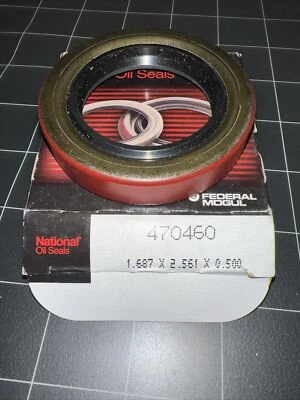 Oil Seals
FEDERAL
MOGUL
National®
Oil Seals
470460
1.687 X 2.561 X 0.500